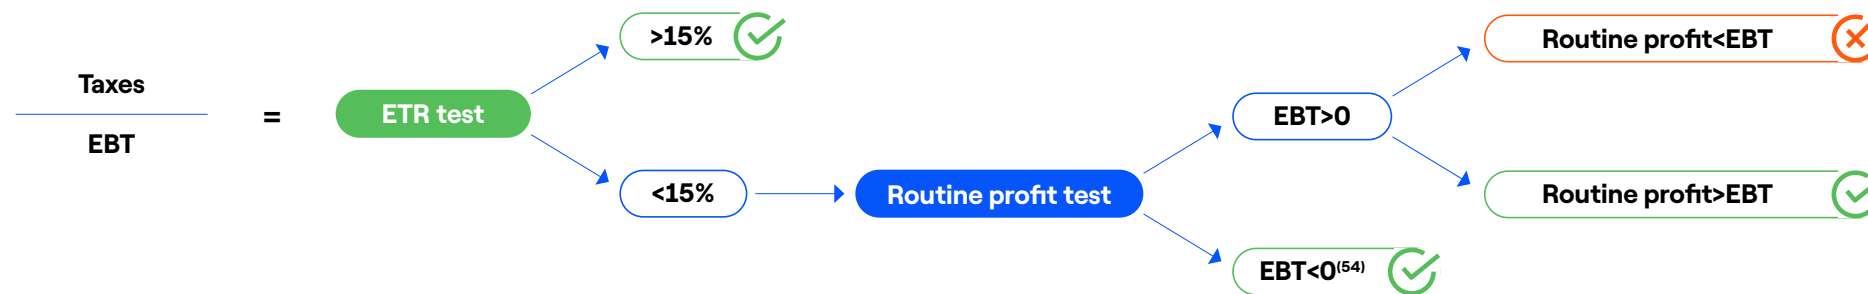 Taxes
EBT
=
ETR test
>15%
<15%
Routine profit test
EBT>0
EBT<0(54)
Routine profit<EBT
Routine profit>EBT